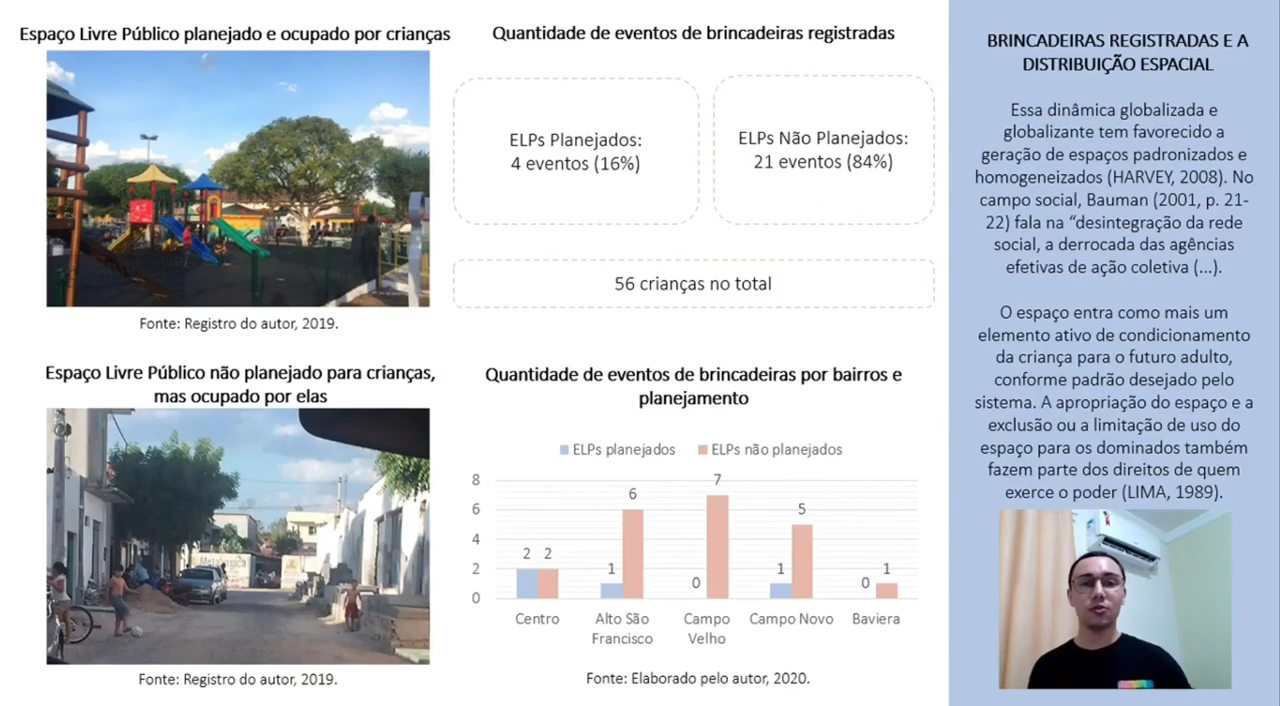 Espaço Livre Público planejado e ocupado por crianças
Fonte: Registro do autor, 2019.
Espaço Livre Público não planejado para crianças,
mas ocupado por elas
Fonte: Registro do autor, 2019.
Quantidade de eventos de brincadeiras registradas
ELPs Planejados:
4 eventos (16%)
ELPs Não Planejados:
21 eventos (84%)
56 crianças no total
Quantidade de eventos de brincadeiras por bairros e
planejamento
ELPs planejados
ELPs não planejados
8
6
4
2
0
2
2
1
6
0
7
1
5
0
1
Centro
Alto São
Francisco
Campo
Velho
Campo Novo
Baviera
Fonte: Elaborado pelo autor, 2020.
BRINCADEIRAS REGISTRADAS E A
DISTRIBUIÇÃO ESPACIAL
Essa dinâmica globalizada e
globalizante tem favorecido a
geração de espaços padronizados e
homogeneizados (HARVEY, 2008). No
campo social, Bauman (2001, p. 21-
22) fala na “desintegração da rede
social, a derrocada das agências
efetivas de ação coletiva (...).
O espaço entra como mais um
elemento ativo de condicionamento
da criança para o futuro adulto,
conforme padrão desejado pelo
sistema. A apropriação do espaço e a
exclusão ou a limitação de uso do
espaço para os dominados também
fazem parte dos direitos de quem
exerce o poder (LIMA, 1989).